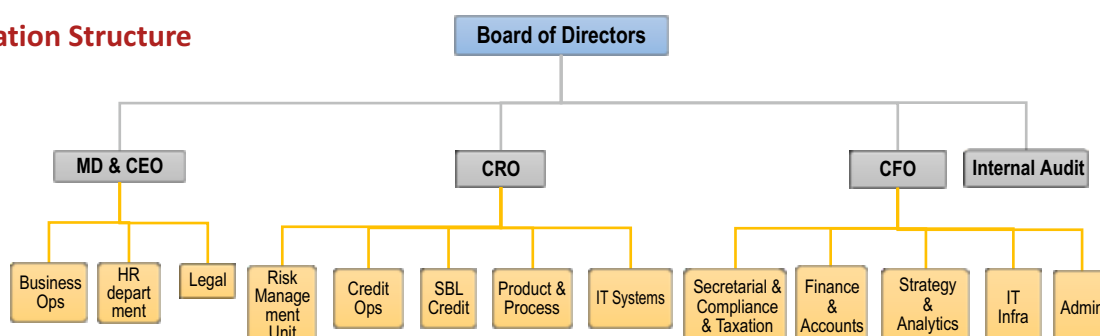 ation Structure
Board of Directors
MD & CEO
CRO
CFO
Internal Audit
Business
Ops
HR
depart
ment
Legal
Risk
Manage
ment
Unit
Credit
Ops
SBL
Credit
Product &
Process
IT Systems
Secretarial &
Compliance
& Taxation
Finance
&
Accounts
Strategy
&
Analytics
IT
Infra
Admin